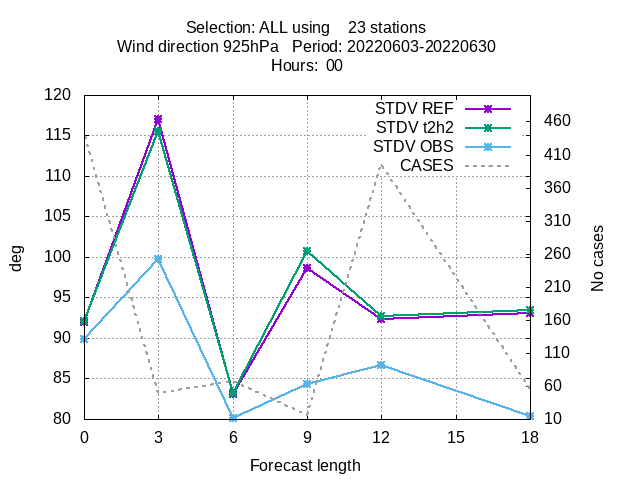 Selection: ALL using    23 stations
Wind direction 925hPa   Period: 20220603-20220630
Hours:  00
STDV REF
STDV t2h2
STDV OBS
CASES
deg
No cases
120
115
110
105
100
95
90
85
80
460
410
360
310
260
210
160
110
60
10
0 3 6 9 12 15 18
Forecast length